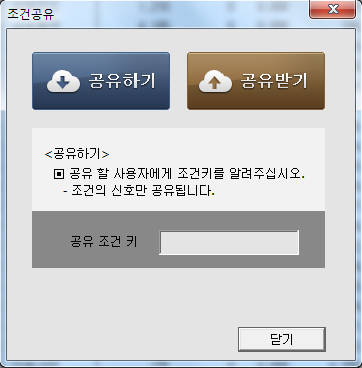 조건공유
공유하기 공유받기
<공유하기>
▣ 공유 할 사용자에게 조건키를 알려주십시오.
- 조건의 신호만 공유됩니다.
공유 조건 키
닫기